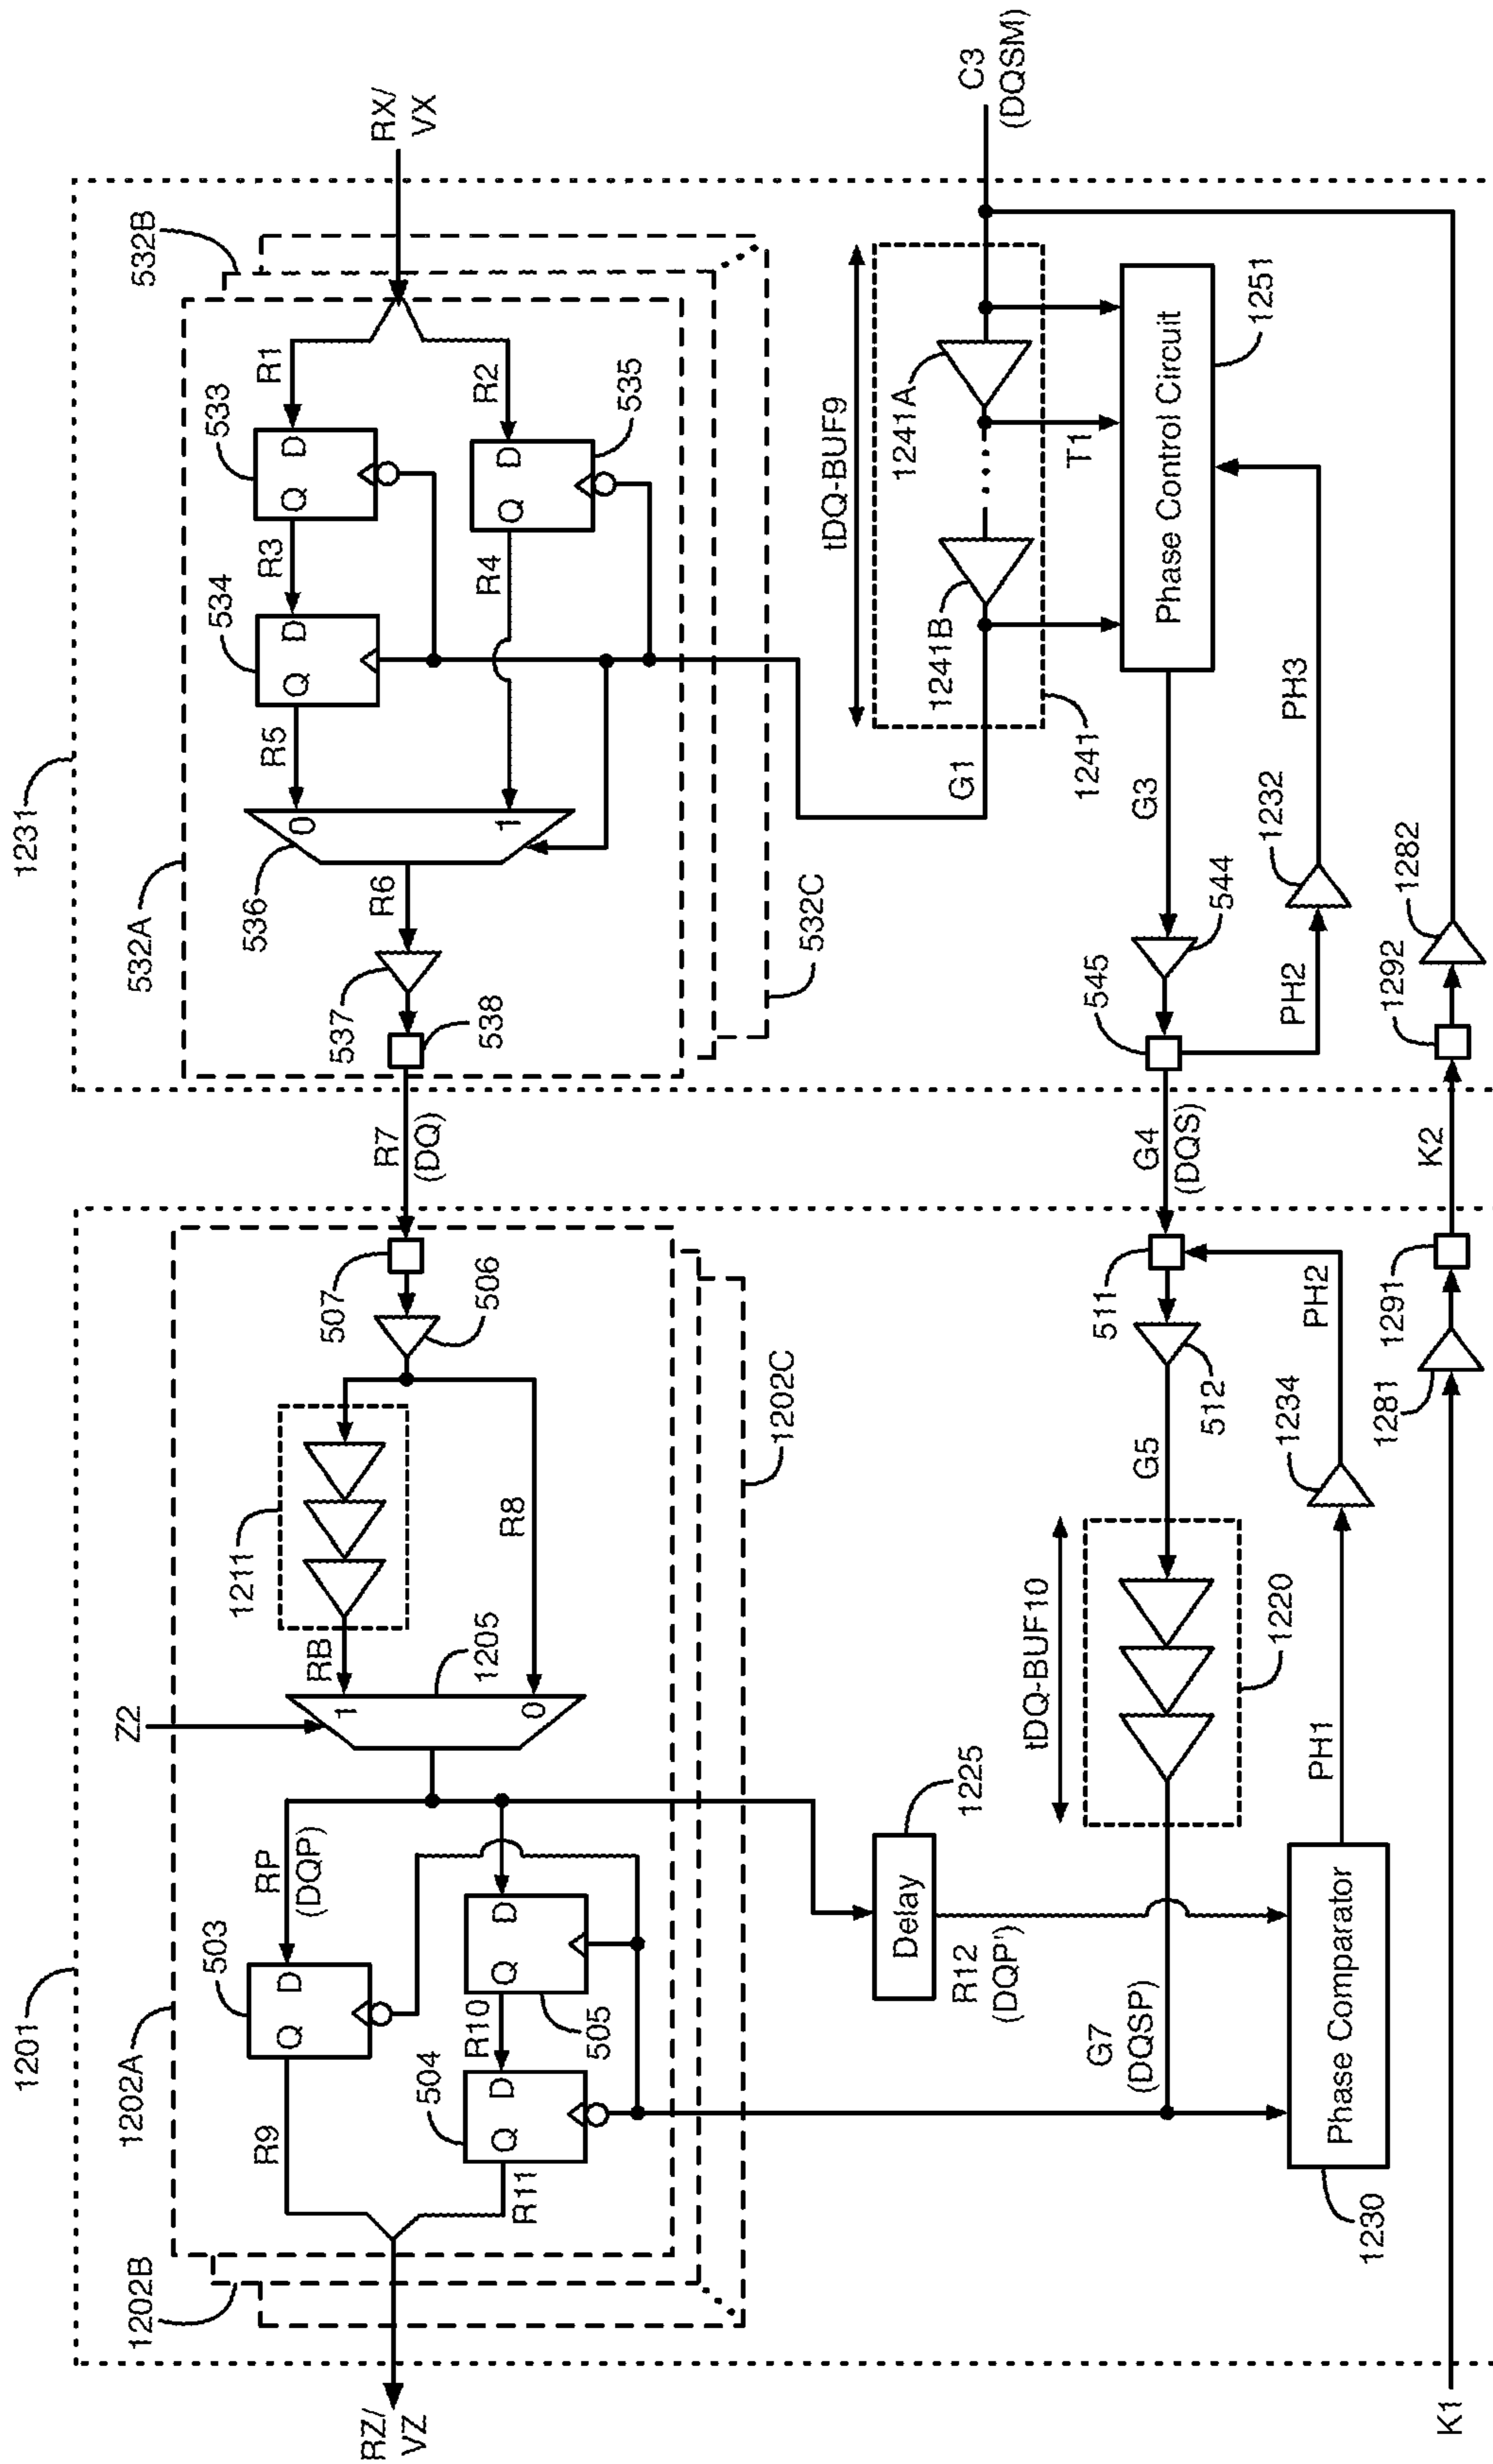 1201
1202A
1202B
RZ/
VZ
R9
503
Q
D
RP
(DQP)
Z2
RB
1
0
1205
1211
R8
506
507
504
Q
D
R11
R10
505
Q
D
1202C
1225
Delay
R12
(DQP')
G7
(DQSP)
tDQ-BUF10
1220
G5
512
511
PH2
1234
PH1
Phase Comparator
1230
K1
1281
1291
K2
R7
(DQ)
G4
(DQS)
1231
532A
532B
532C
RX/
VX
R1
533
Q
D
R3
534
Q
D
R5
R2
535
Q
D
R4
0
1
536
R6
537
538
C3
(DQSM)
tDQ-BUF9
1241A
1241B
1241
G1
T1
Phase Control Circuit
1251
G3
544
545
PH2
1232
PH3
1292
1282